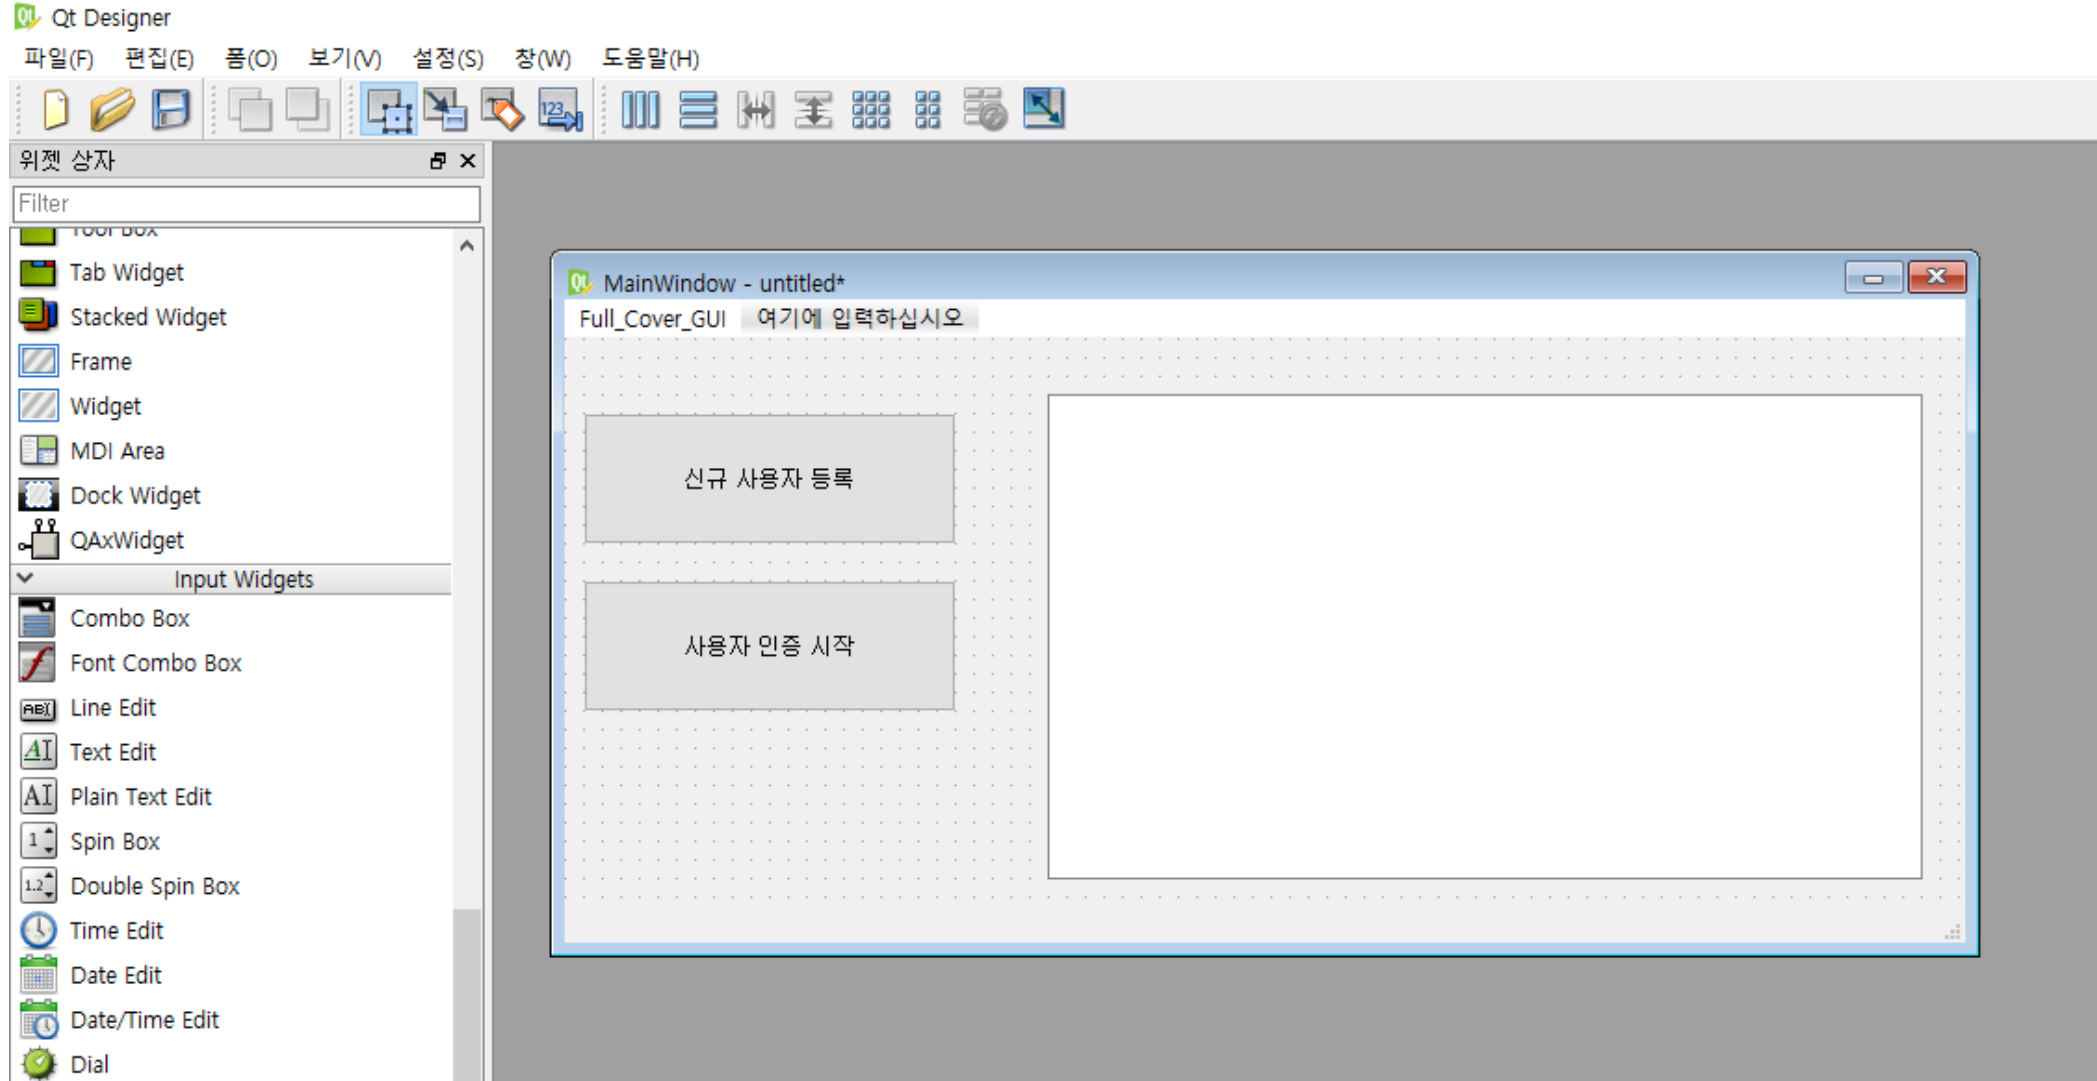 Qt Designer
파일(F) 편집(E) 폼(O) 보기(V) 설정(S) 창(W) 도움말(H)
123
위젯 상자
Filter
Tool Box
Tab Widget
Stacked Widget
Frame
Widget
MDI Area
Dock Widget
QAxWidget
Input Widgets
Combo Box
Font Combo Box
Line Edit
Text Edit
Plain Text Edit
Spin Box
Double Spin Box
Time Edit
Date Edit
Date/Time Edit
Dial
MainWindow - untitled*
Full_Cover_GUI 여기에 입력하십시오
신규 사용자 등록
사용자 인증 시작